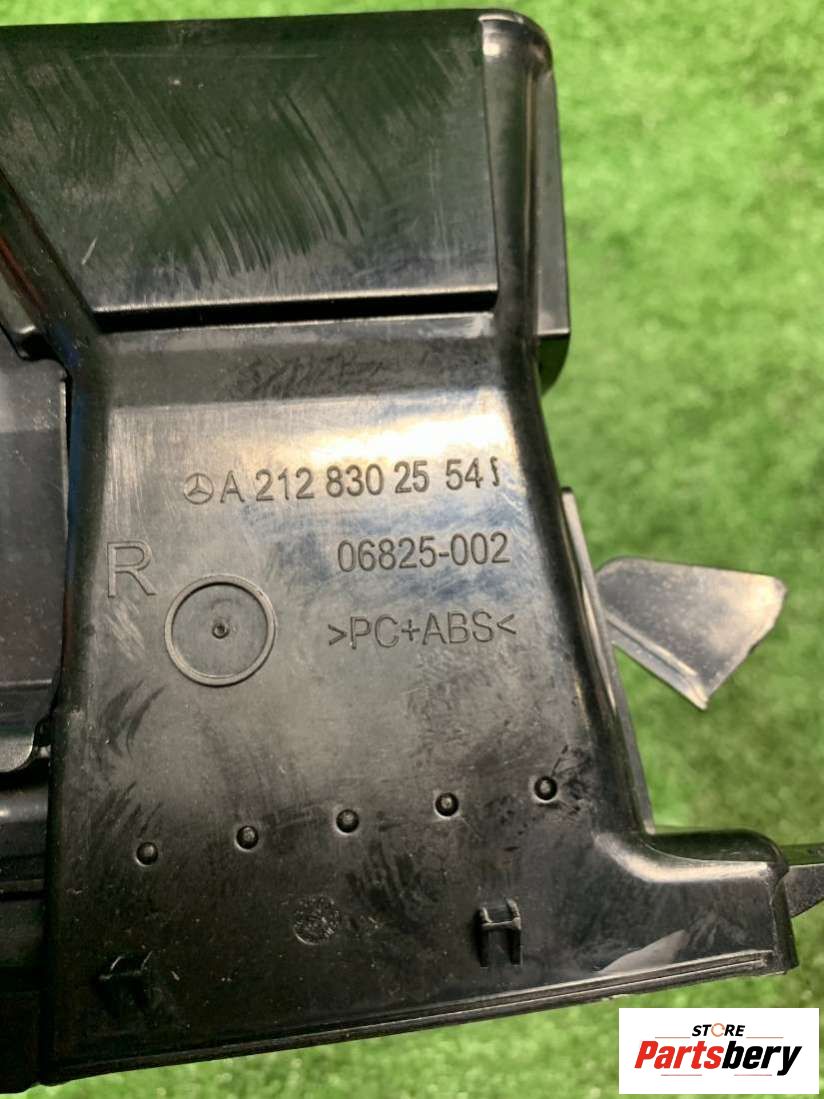 A 212 830 25 54
R
06825-002
>PC+ABS<
STORE
Partsbery